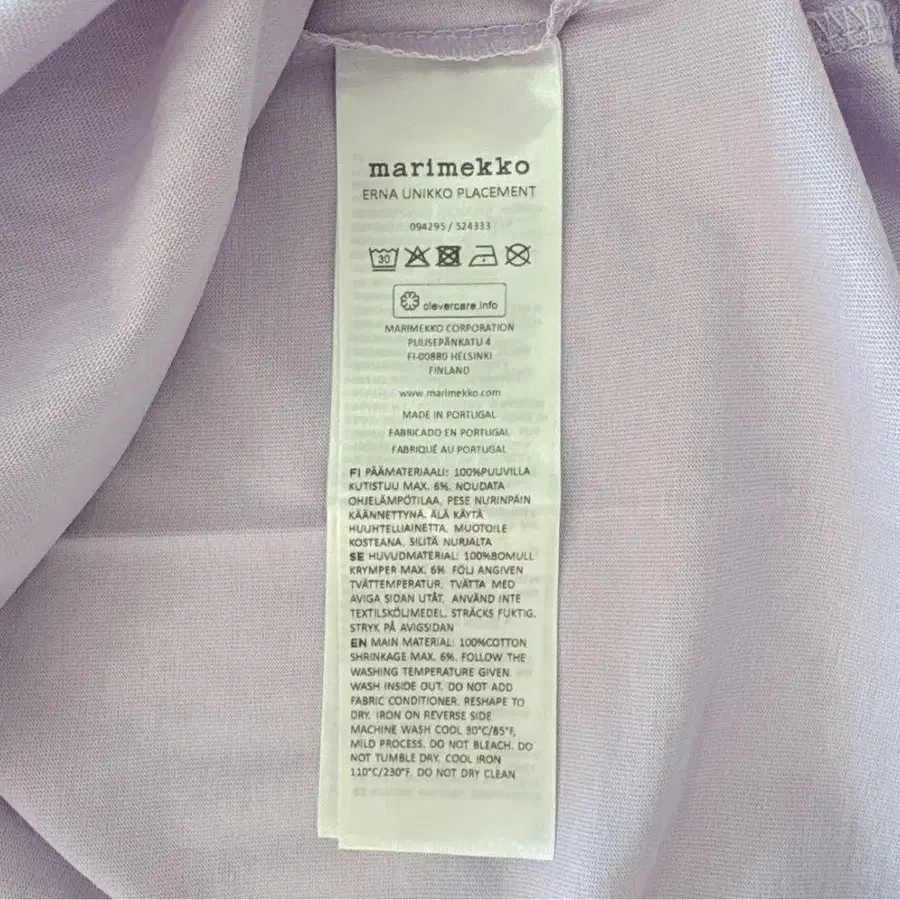 marimekko
ERNA UNIKKO PLACEMENT
094295 / 524333
30
clevercare.info
MARIMEKKO CORPORATION
PUUSEPÄNKATU 4
FI-00880 HELSINKI
FINLAND
www.marimekko.com
MADE IN PORTUGAL
FABRICADO EN PORTUGAL
FABRIQUÉ AU PORTUGAL
FI PÄÄMATERIAALI: 100%PUUVILLA
KUTISTUU MAX. 6%. NOUDATA
OHJELÄMPÖTILAA. PESE NURINPÄIN
KÄÄNNETTYNÄ. ÄLÄ KÄYTÄ
HUUHTELUAINETTA. MUOTOILE
KOSTEANA. SILITÄ NURJALTA
SE HUVUDMATERIAL: 100%BOMULL
KRYMPER MAX. 6%. FÖLJ ANGIVEN
TVÄTTEMPERATUR. TVÄTTA MED
AVIGA SIDAN UTÅT. ANVÄND INTE
TEXTILSKÖLJMEDEL. STRÄCKS FUKTIG.
STRYK PÅ AVIGSIDAN
EN MAIN MATERIAL: 100%COTTON
SHRINKAGE MAX. 6%. FOLLOW THE
WASHING TEMPERATURE GIVEN.
WASH INSIDE OUT. DO NOT ADD
FABRIC CONDITIONER. RESHAPE TO
DRY. IRON ON REVERSE SIDE
MACHINE WASH COOL 30°C/85°F,
MILD PROCESS. DO NOT BLEACH. DO
NOT TUMBLE DRY. COOL IRON
110°C/230°F. DO NOT DRY CLEAN